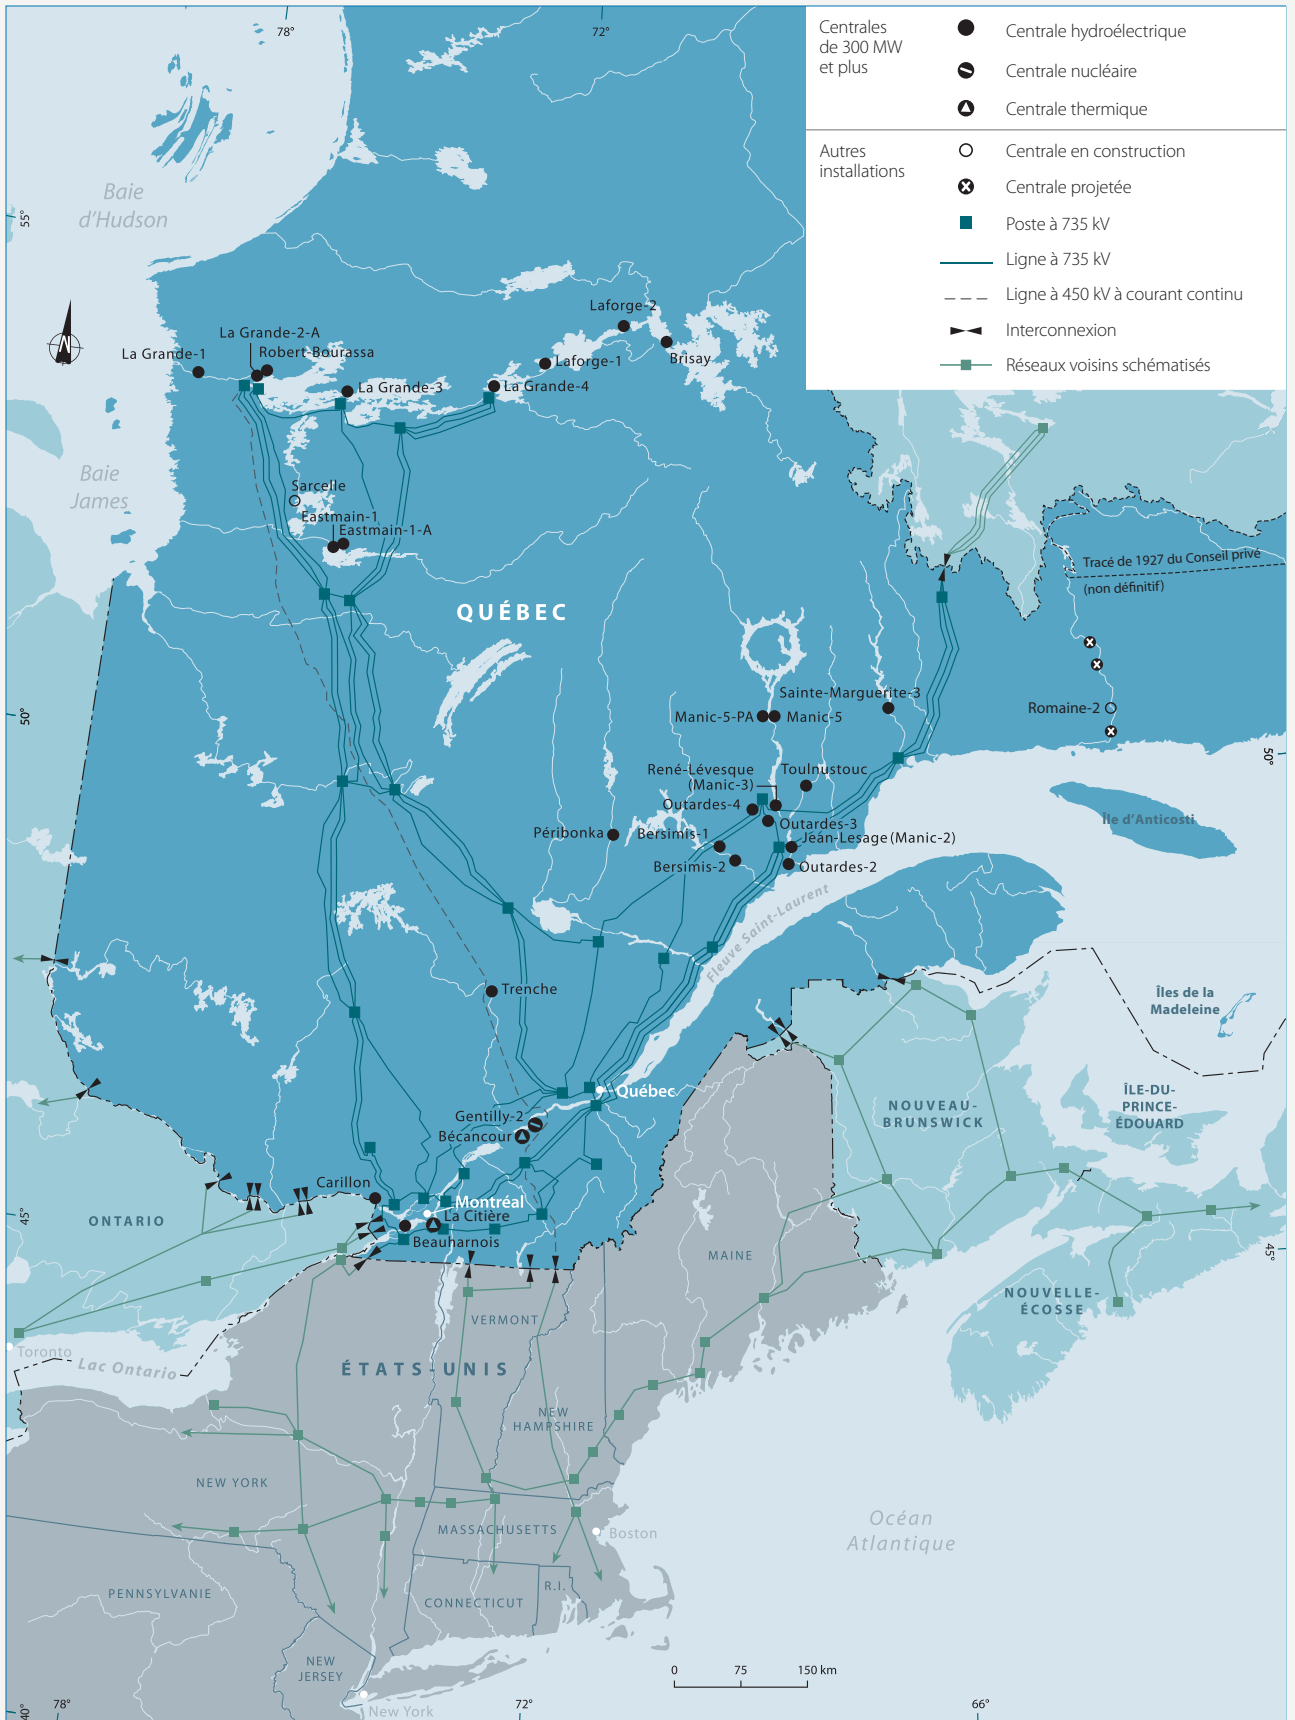 78°
72°
Centrales
de 300 MW
et plus
Centrale hydroélectrique
Centrale nucléaire
Centrale thermique
Autres
installations
Centrale en construction
Centrale projetée
Poste à 735 kV
Ligne à 735 kV
Ligne à 450 kV à courant continu
Interconnexion
Réseaux voisins schématisés
Baie
d'Hudson
55°
N
La Grande-2-A
Robert-Bourassa
La Grande-1
La Grande-3
Laforge-2
Laforge-1
Brisay
La Grande-4
Baie
James
Sarcelle
Eastmain-1
Eastmain-1-A
QUÉBEC
Tracé de 1927 du Conseil privé
(non définitif)
Sainte-Marguerite-3
Manic-5-PA
Manic-5
Romaine-2
50°
50°
René-Lévesque
(Manic-3)
Toulnustouc
Outardes-4
Outardes-3
Péribonka
Bersimis-1
Jean-Lesage (Manic-2)
Bersimis-2
Outardes-2
Île d'Anticosti
Fleuve Saint-Laurent
Trenche
Îles de la
Madeleine
Québec
Gentilly-2
Bécancour
NOUVEAU-
BRUNSWICK
ÎLE-DU-
PRINCE-
ÉDOUARD
Carillon
Montréal
La Citière
Beauharnois
45°
45°
ONTARIO
MAINE
NOUVELLE-
ÉCOSSE
VERMONT
Toronto
Lac Ontario
ÉTATS-UNIS
NEW
HAMPSHIRE
NEW YORK
MASSACHUSETTS
Boston
Océan
Atlantique
PENNSYLVANIE
CONNECTICUT
R.I.
NEW
JERSEY
New York
0
75
150 km
40°
78°
72°
66°